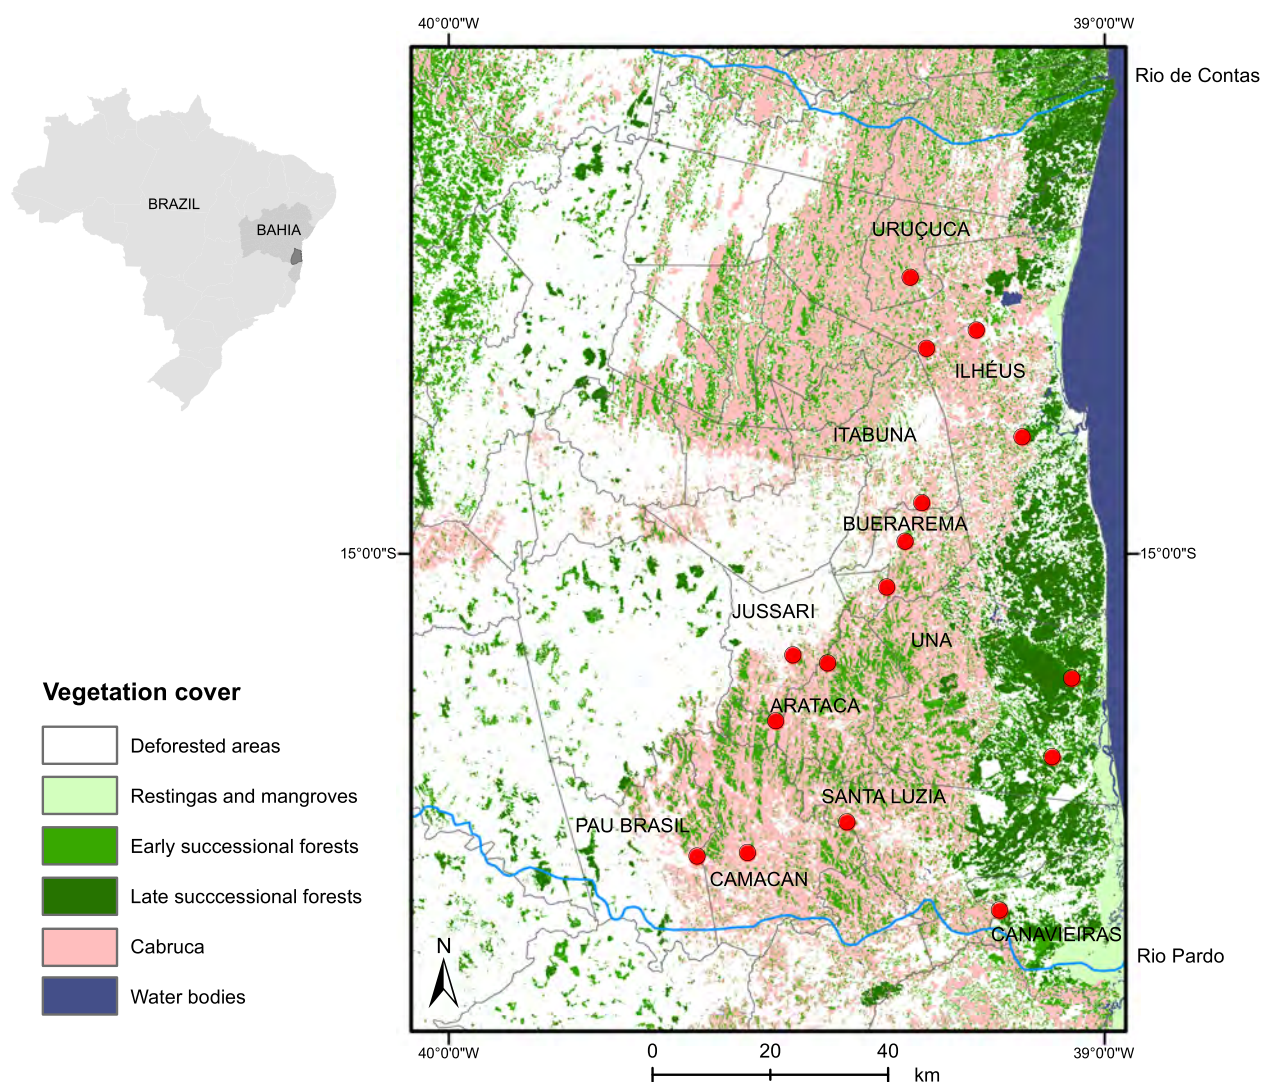 40°0'0"W
39°0'0"W
Rio de Contas
BRAZIL
BAHIA
URUÇUCA
ILHÉUS
ITABUNA
BUERAREMA
15°0'0"S
15°0'0"S
JUSSARI
UNA
ARATACA
SANTA LUZIA
PAU BRASIL
CAMACAN
CANAVIEIRAS
Rio Pardo
Vegetation cover
Deforested areas
Restingas and mangroves
Early successional forests
Late succcessional forests
Cabruca
Water bodies
N
40°0'0"W
39°0'0"W
0 20 40
km